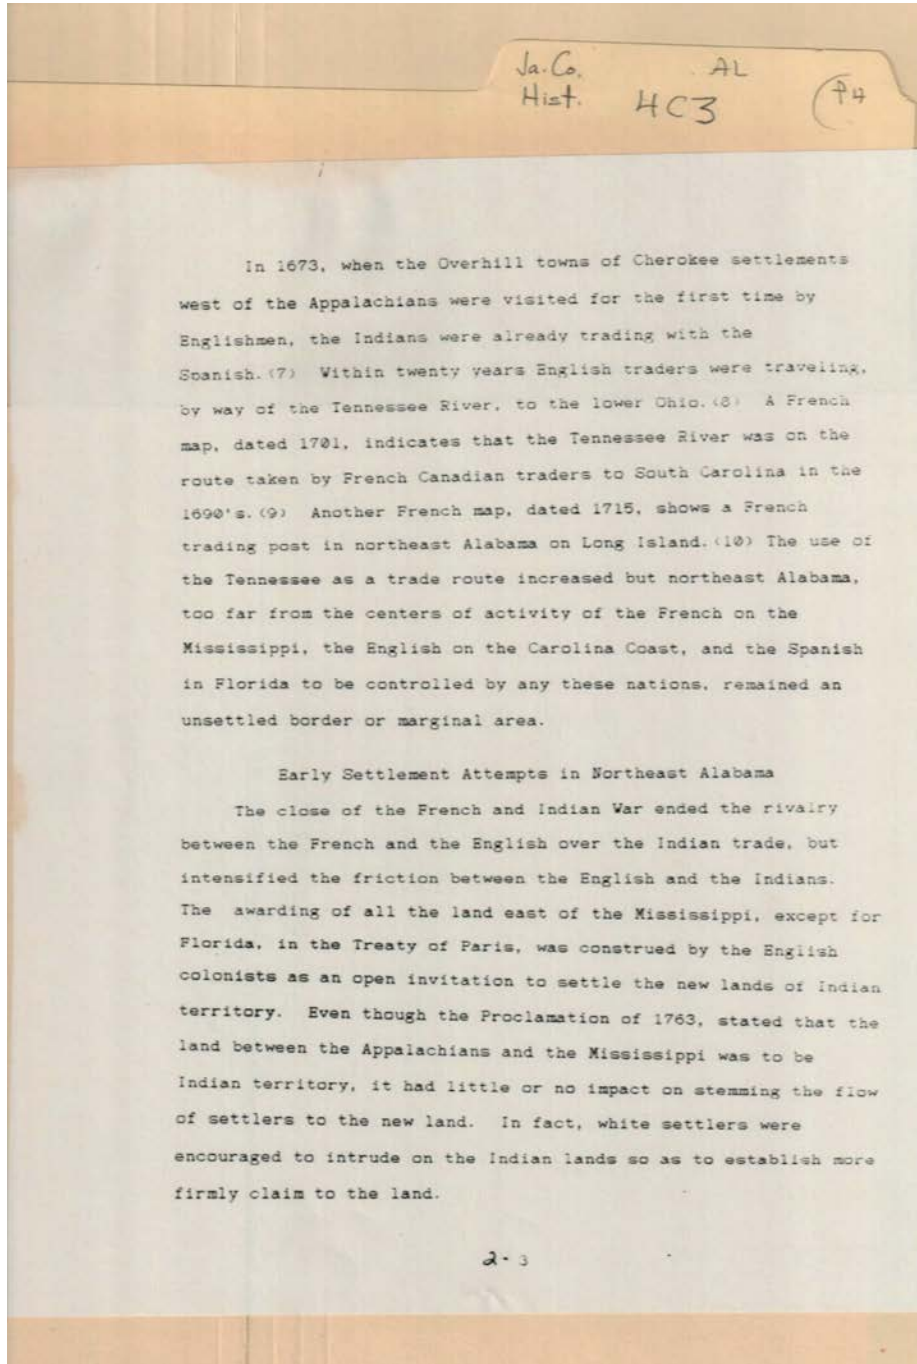 Ja. Co. AL
Hist. 4C3 P4
In 1673, when the Overhill towns of Cherokee settlements
west of the Appalachians were visited for the first time by
Englishmen, the Indians were already trading with the
Spanish.(7) Within twenty years English traders were traveling,
by way of the Tennessee River, to the lower Ohio.(8) A French
map, dated 1701, indicates that the Tennessee River was on the
route taken by French Canadian traders to South Carolina in the
1690's.(9) Another French map, dated 1715, shows a French
trading post in northeast Alabama on Long Island.(10) The use of
the Tennessee as a trade route increased but northeast Alabama,
too far from the centers of activity of the French on the
Mississippi, the English on the Carolina Coast, and the Spanish
in Florida to be controlled by any these nations, remained an
unsettled border or marginal area.
Early Settlement Attempts in Northeast Alabama
The close of the French and Indian War ended the rivalry
between the French and the English over the Indian trade, but
intensified the friction between the English and the Indians.
The awarding of all the land east of the Mississippi, except for
Florida, in the Treaty of Paris, was construed by the English
colonists as an open invitation to settle the new lands of Indian
territory. Even though the Proclamation of 1763, stated that the
land between the Appalachians and the Mississippi was to be
Indian territory, it had little or no impact on stemming the flow
of settlers to the new land. In fact, white settlers were
encouraged to intrude on the Indian lands so as to establish more
firmly claim to the land.
2-3